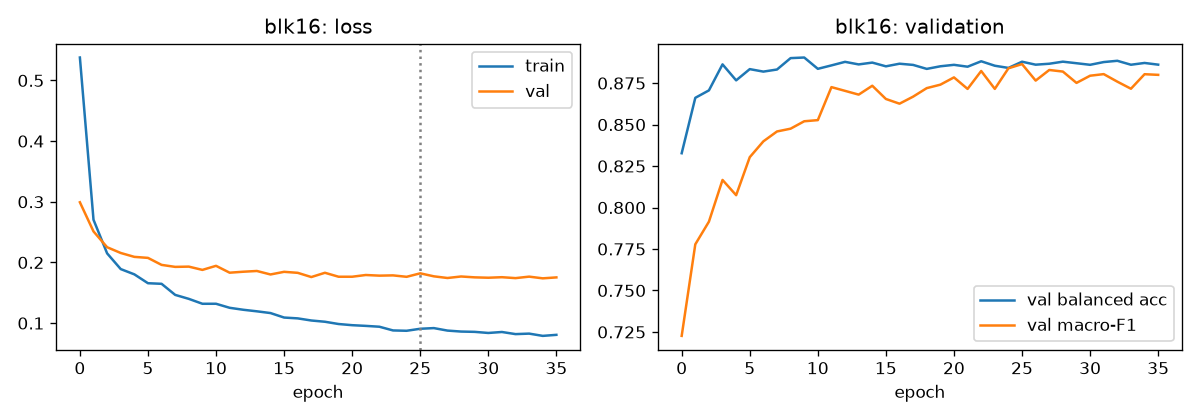 blk16: loss
0.5
0.4
0.3
0.2
0.1
0 5 10 15 20 25 30 35
epoch
train
val
blk16: validation
0.875
0.850
0.825
0.800
0.775
0.750
0.725
0 5 10 15 20 25 30 35
epoch
val balanced acc
val macro-F1